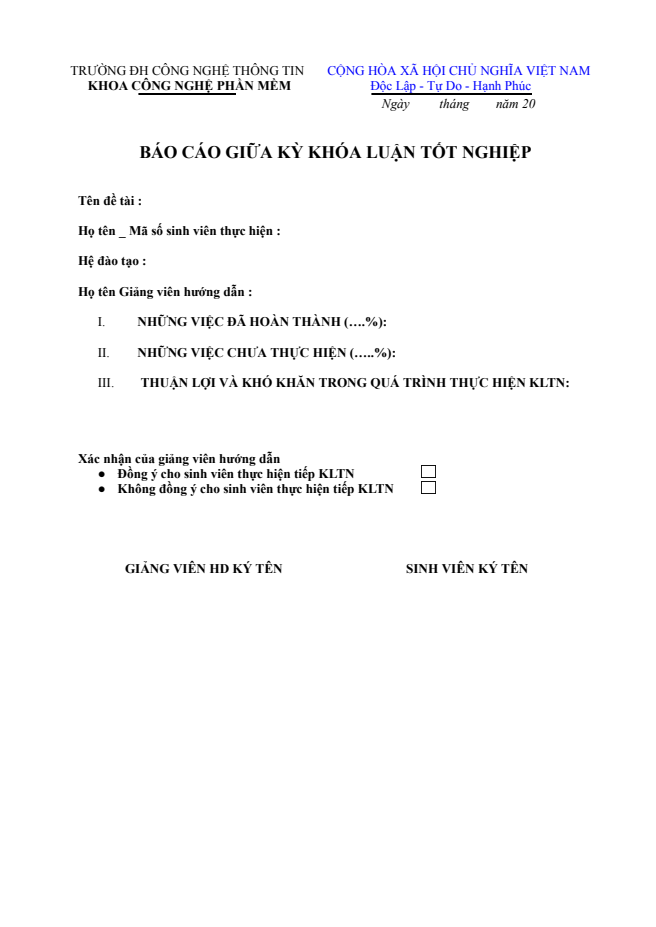 TRƯỜNG ĐH CÔNG NGHỆ THÔNG TIN
KHOA CÔNG NGHỆ PHẦN MỀM
CỘNG HÒA XÃ HỘI CHỦ NGHĨA VIỆT NAM
Độc Lập - Tự Do - Hạnh Phúc
Ngày tháng năm 20
BÁO CÁO GIỮA KỲ KHÓA LUẬN TỐT NGHIỆP
Tên đề tài :
Họ tên _ Mã số sinh viên thực hiện :
Hệ đào tạo :
Họ tên Giảng viên hướng dẫn :
I. NHỮNG VIỆC ĐÃ HOÀN THÀNH (….%):
II. NHỮNG VIỆC CHƯA THỰC HIỆN (…..%):
III. THUẬN LỢI VÀ KHÓ KHĂN TRONG QUÁ TRÌNH THỰC HIỆN KLTN:
Xác nhận của giảng viên hướng dẫn
● Đồng ý cho sinh viên thực hiện tiếp KLTN
● Không đồng ý cho sinh viên thực hiện tiếp KLTN
GIẢNG VIÊN HD KÝ TÊN SINH VIÊN KÝ TÊN